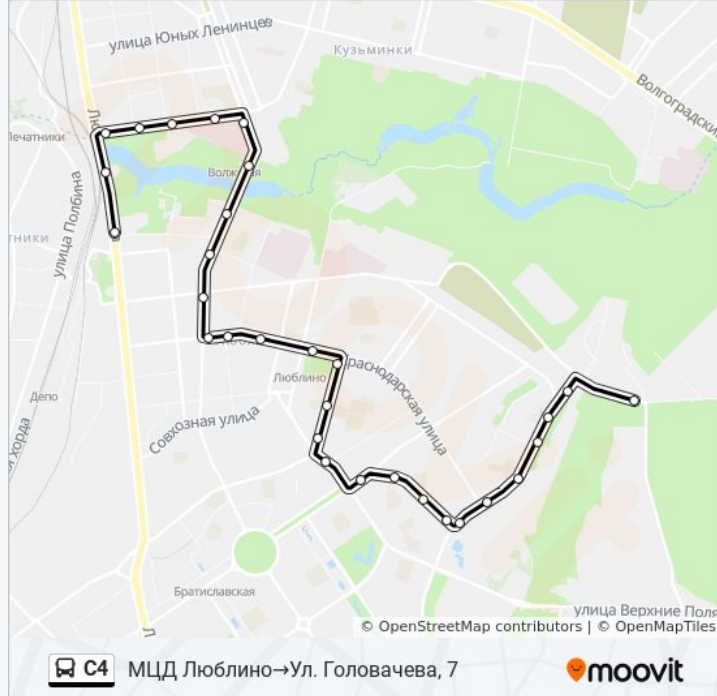 улица Юных Ленинцев
Кузьминки
Волгоградский
Лю
Печатники
Волжская
улица Полбина
тники
Люблино
Краснодарская улица
Депо
Совхозная улица
я хорда
Братиславская
Л
улица Верхние Поля
© OpenStreetMap contributors | © OpenMapTiles
C4 МЦД Люблино→Ул. Головачева, 7
moovit